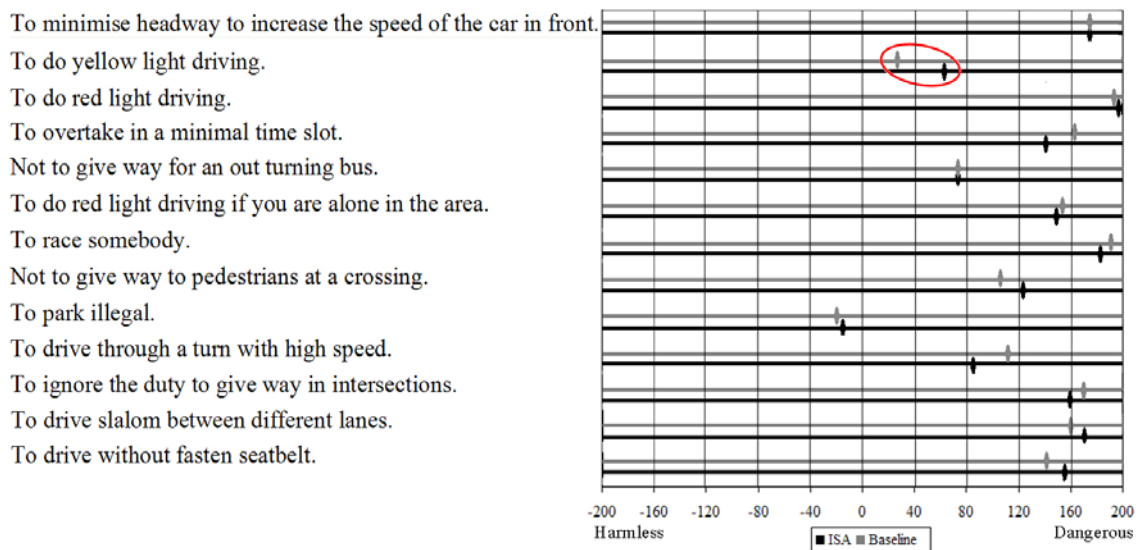 To minimise headway to increase the speed of the car in front.
To do yellow light driving.
To do red light driving.
To overtake in a minimal time slot.
Not to give way for an out turning bus.
To do red light driving if you are alone in the area.
To race somebody.
Not to give way to pedestrians at a crossing.
To park illegal.
To drive through a turn with high speed.
To ignore the duty to give way in intersections.
To drive slalom between different lanes.
To drive without fasten seatbelt.
-200 -160 -120 -80 -40 0 40 80 120 160 200
Harmless Dangerous
ISA Baseline